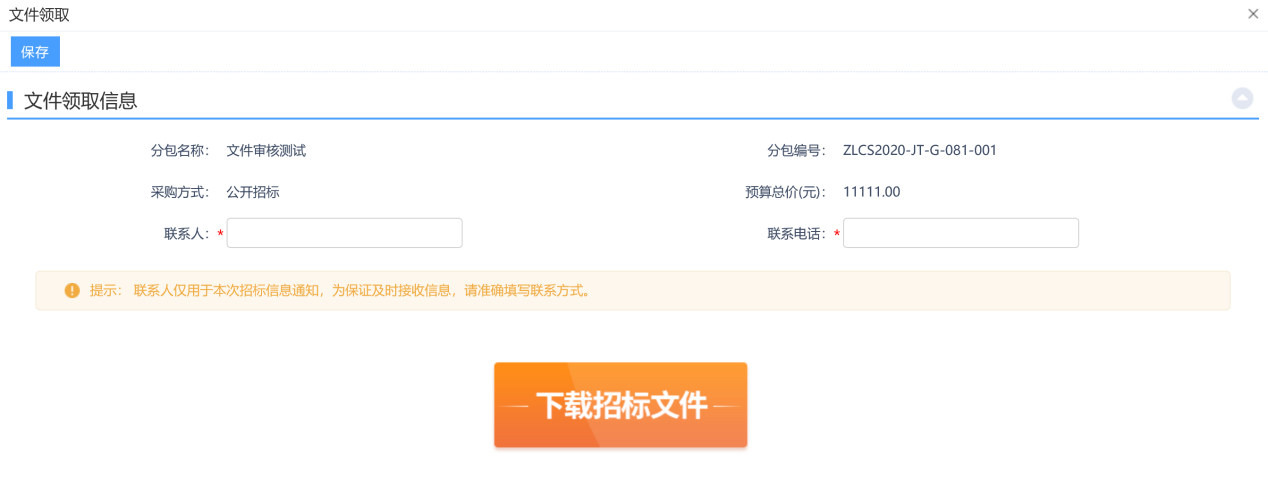 文件领取
保存
文件领取信息
分包名称： 文件审核测试 分包编号： ZLCS2020-JT-G-081-001
采购方式： 公开招标 预算总价(元)： 11111.00
联系人：* 联系电话：*
提示： 联系人仅用于本次招标信息通知，为保证及时接收信息，请准确填写联系方式。
下载招标文件